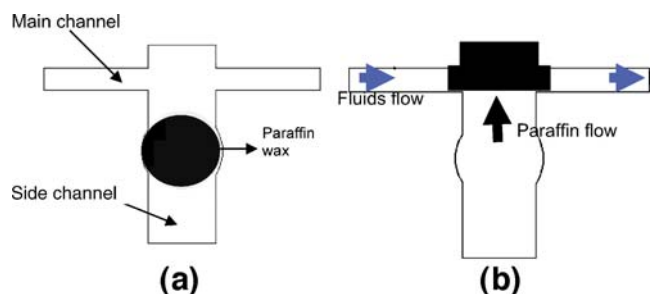 Main channel
Paraffin
wax
Side channel
(a)
Fluids flow
Paraffin flow
(b)